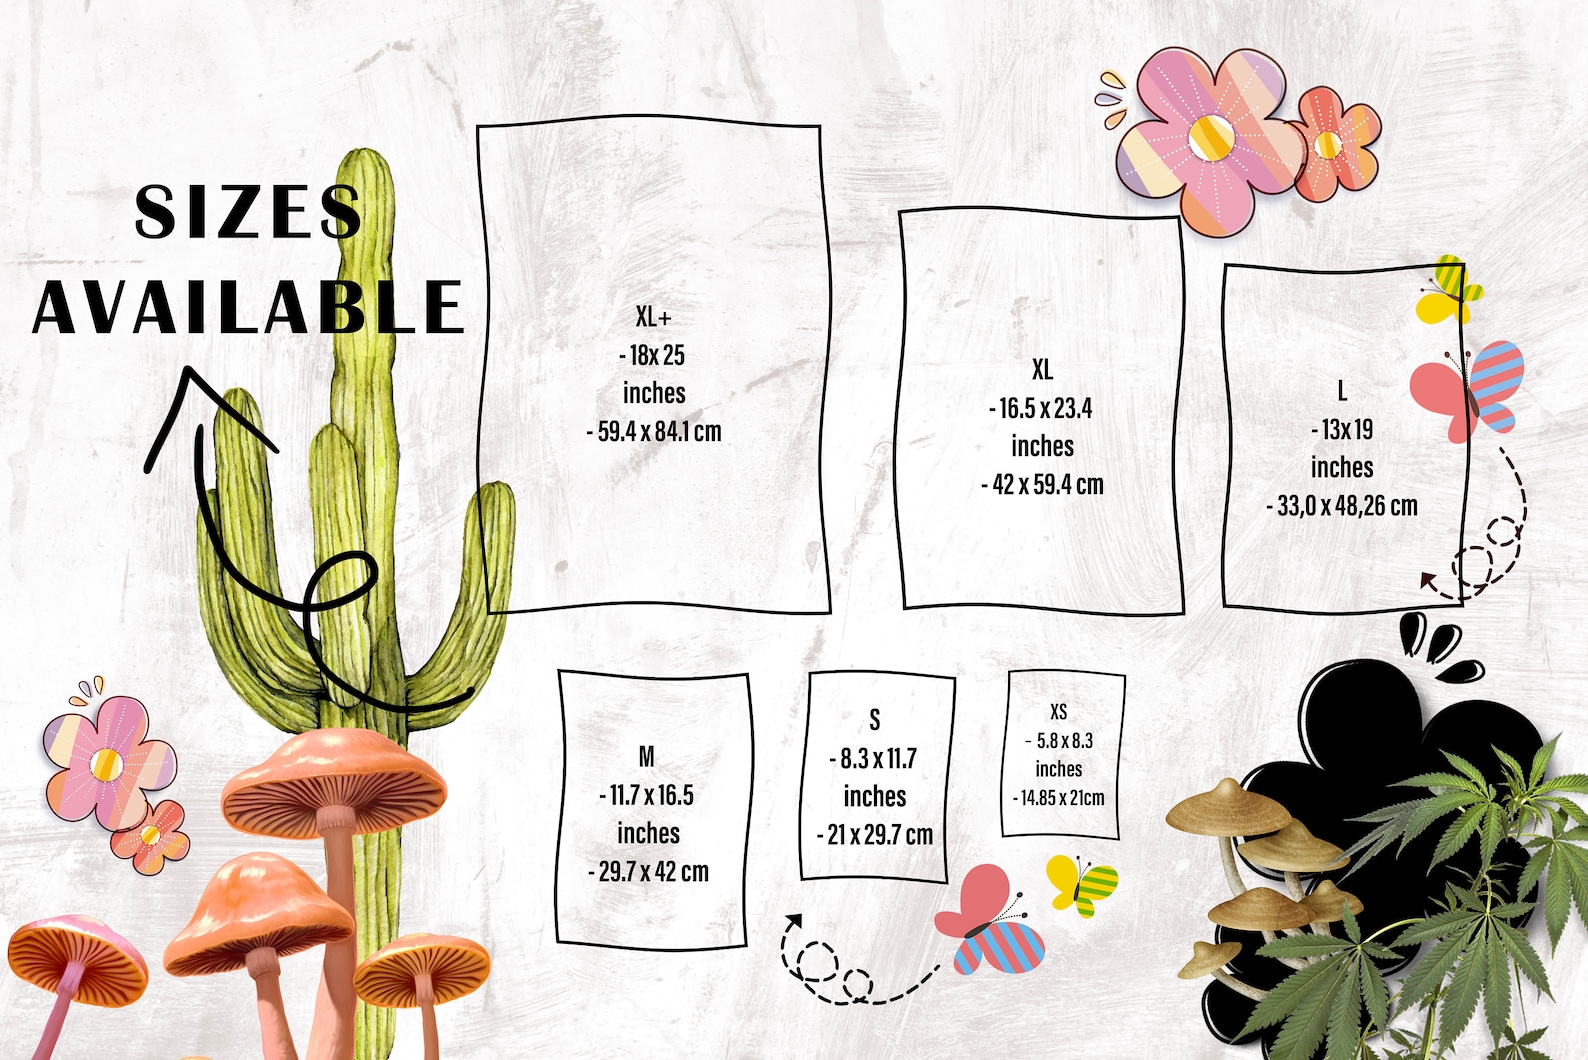 SIZES
AVAILABLE
XL+
- 18x 25
inches
- 59.4 x 84.1 cm
XL
- 16.5 x 23.4
inches
- 42 x 59.4 cm
L
- 13x 19
inches
- 33,0 x 48,26 cm
M
- 11.7 x 16.5
inches
- 29.7 x 42 cm
S
- 8.3 x 11.7
inches
- 21 x 29.7 cm
XS
- 5.8 x 8.3
inches
- 14.85 x 21cm